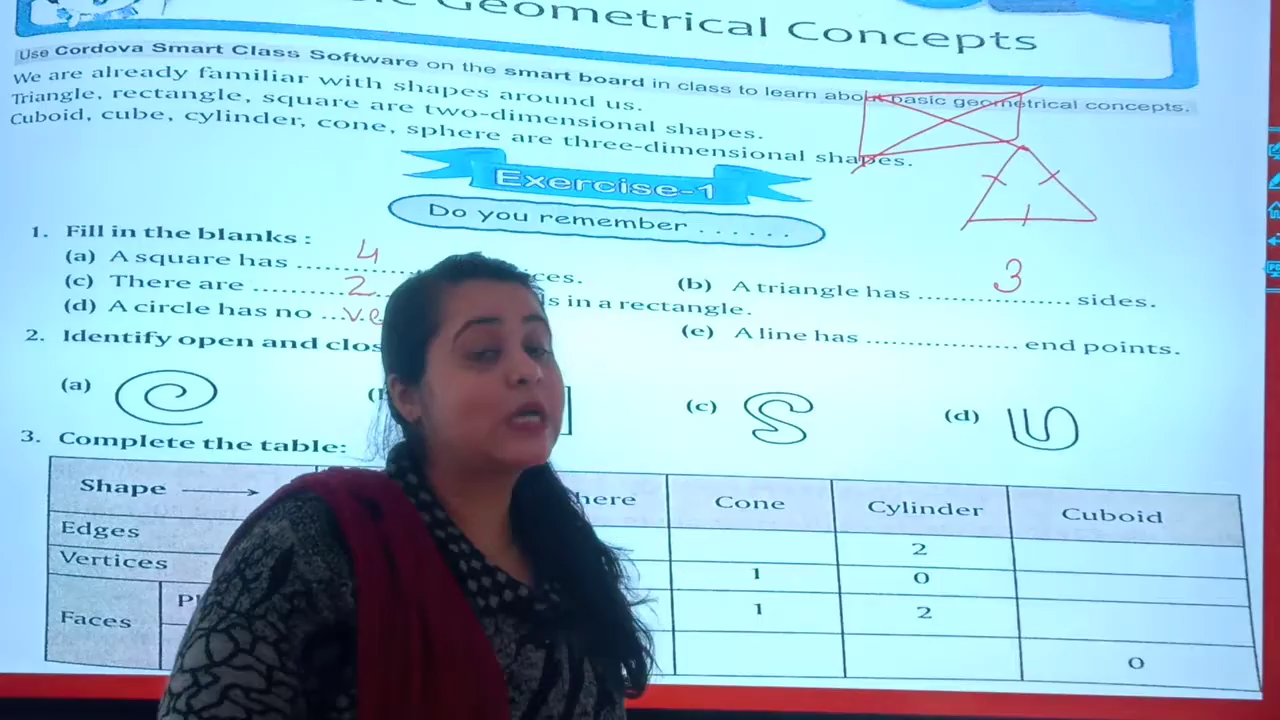 Geometrical Concepts
Use Cordova Smart Class Software on the smart board in class to learn about basic geometrical concepts.
We are already familiar with shapes around us.
Triangle, rectangle, square are two-dimensional shapes.
Cuboid, cube, cylinder, cone, sphere are three-dimensional shapes.
Exercise-1
Do you remember ......
1. Fill in the blanks :
(a) A square has 4
(b) A triangle has 3 sides.
(c) There are 2 in a rectangle.
(d) A circle has no
(e) A line has .................. end points.
2. Identify open and
(a)
(c)
(d)
3. Complete the table:
Shape Cone Cylinder Cuboid
Edges 2
Vertices 1 0
Faces 1 2
0